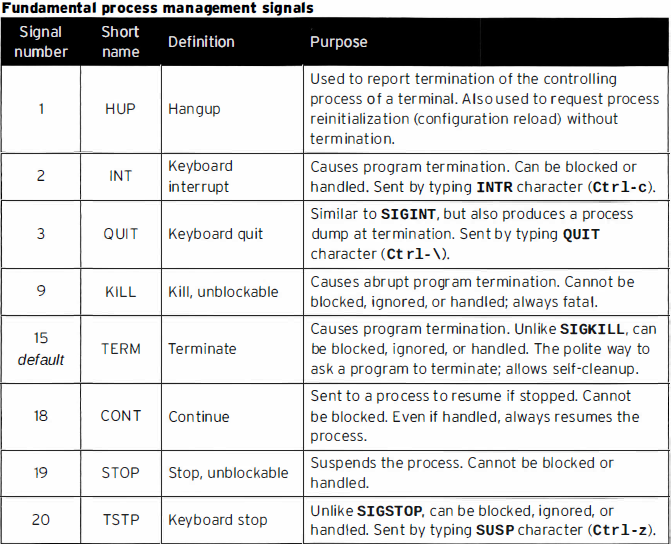 Fundamental process management signals
Signal number | Short name | Definition | Purpose
1 | HUP | Hangup | Used to report termination of the controlling
process of a terminal. Also used to request process
reinitialization (configuration reload) without
termination.
2 | INT | Keyboard interrupt | Causes program termination. Can be blocked or
handled. Sent by typing INTR character (Ctrl-c).
3 | QUIT | Keyboard quit | Similar to SIGINT, but also produces a process
dump at termination. Sent by typing QUIT
character (Ctrl-\).
9 | KILL | Kill, unblockable | Causes abrupt program termination. Cannot be
blocked, ignored, or handled; always fatal.
15 default | TERM | Terminate | Causes program termination. Unlike SIGKILL, can
be blocked, ignored, or handled. The polite way to
ask a program to terminate; allows self-cleanup.
18 | CONT | Continue | Sent to a process to resume if stopped. Cannot
be blocked. Even if handled, always resumes the
process.
19 | STOP | Stop, unblockable | Suspends the process. Cannot be blocked or
handled.
20 | TSTP | Keyboard stop | Unlike SIGSTOP, can be blocked, ignored, or
handled. Sent by typing SUSP character (Ctrl-z).